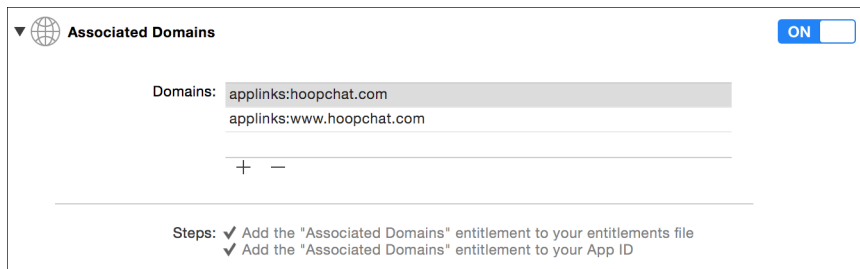 Associated Domains
ON
Domains:
applinks:hoopchat.com
applinks:www.hoopchat.com
+ −
Steps: ✔ Add the "Associated Domains" entitlement to your entitlements file
✔ Add the "Associated Domains" entitlement to your App ID